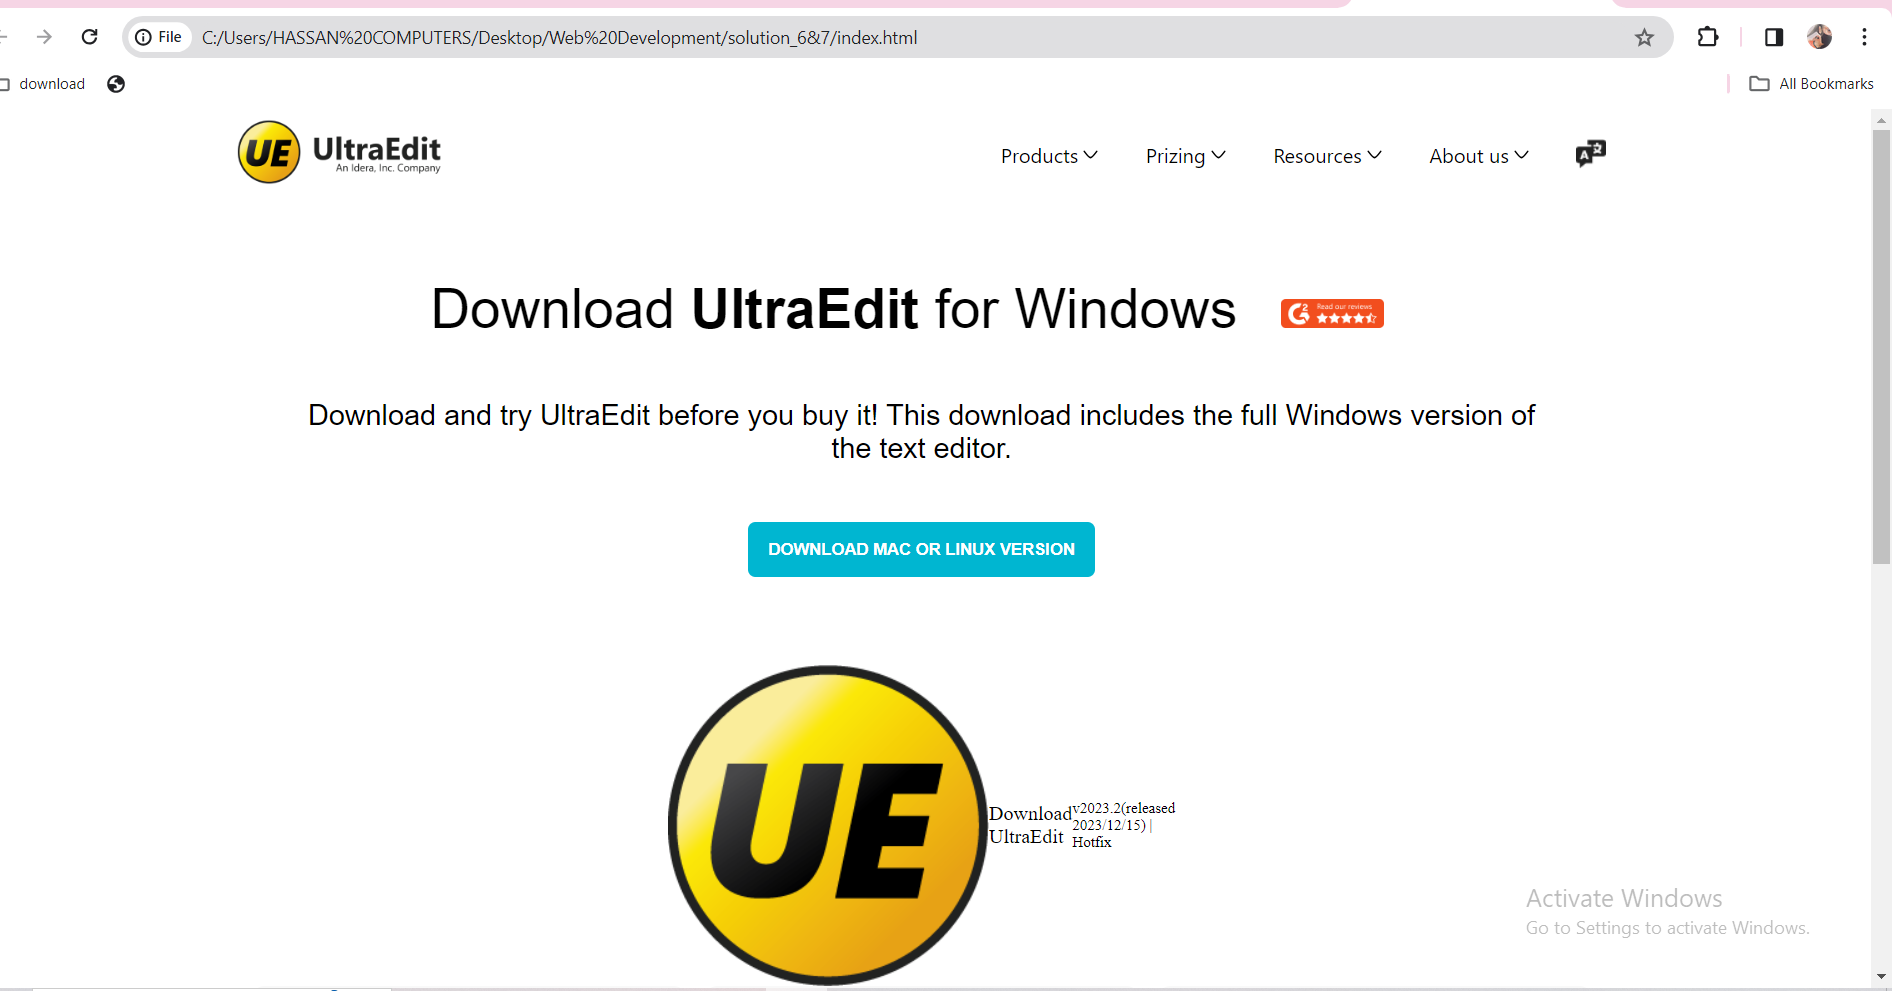 File C:/Users/HASSAN%20COMPUTERS/Desktop/Web%20Development/solution_6&7/index.html
download All Bookmarks
UE UltraEdit
An Idera, Inc. Company
Products Prizing Resources About us A
Download UltraEdit for Windows
G2 Read our reviews
Download and try UltraEdit before you buy it! This download includes the full Windows version of
the text editor.
DOWNLOAD MAC OR LINUX VERSION
UE
Download
UltraEdit
v2023.2(released
2023/12/15) |
Hotfix
Activate Windows
Go to Settings to activate Windows.